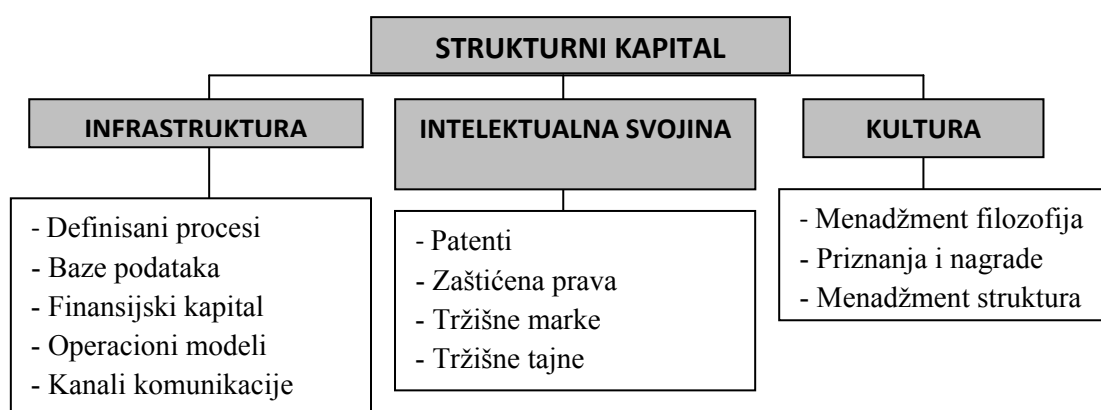 STRUKTURNI KAPITAL
INFRASTRUKTURA
- Definisani procesi
- Baze podataka
- Finansijski kapital
- Operacioni modeli
- Kanali komunikacije
INTELEKTUALNA SVOJINA
- Patenti
- Zaštićena prava
- Tržišne marke
- Tržišne tajne
KULTURA
- Menadžment filozofija
- Priznanja i nagrade
- Menadžment struktura